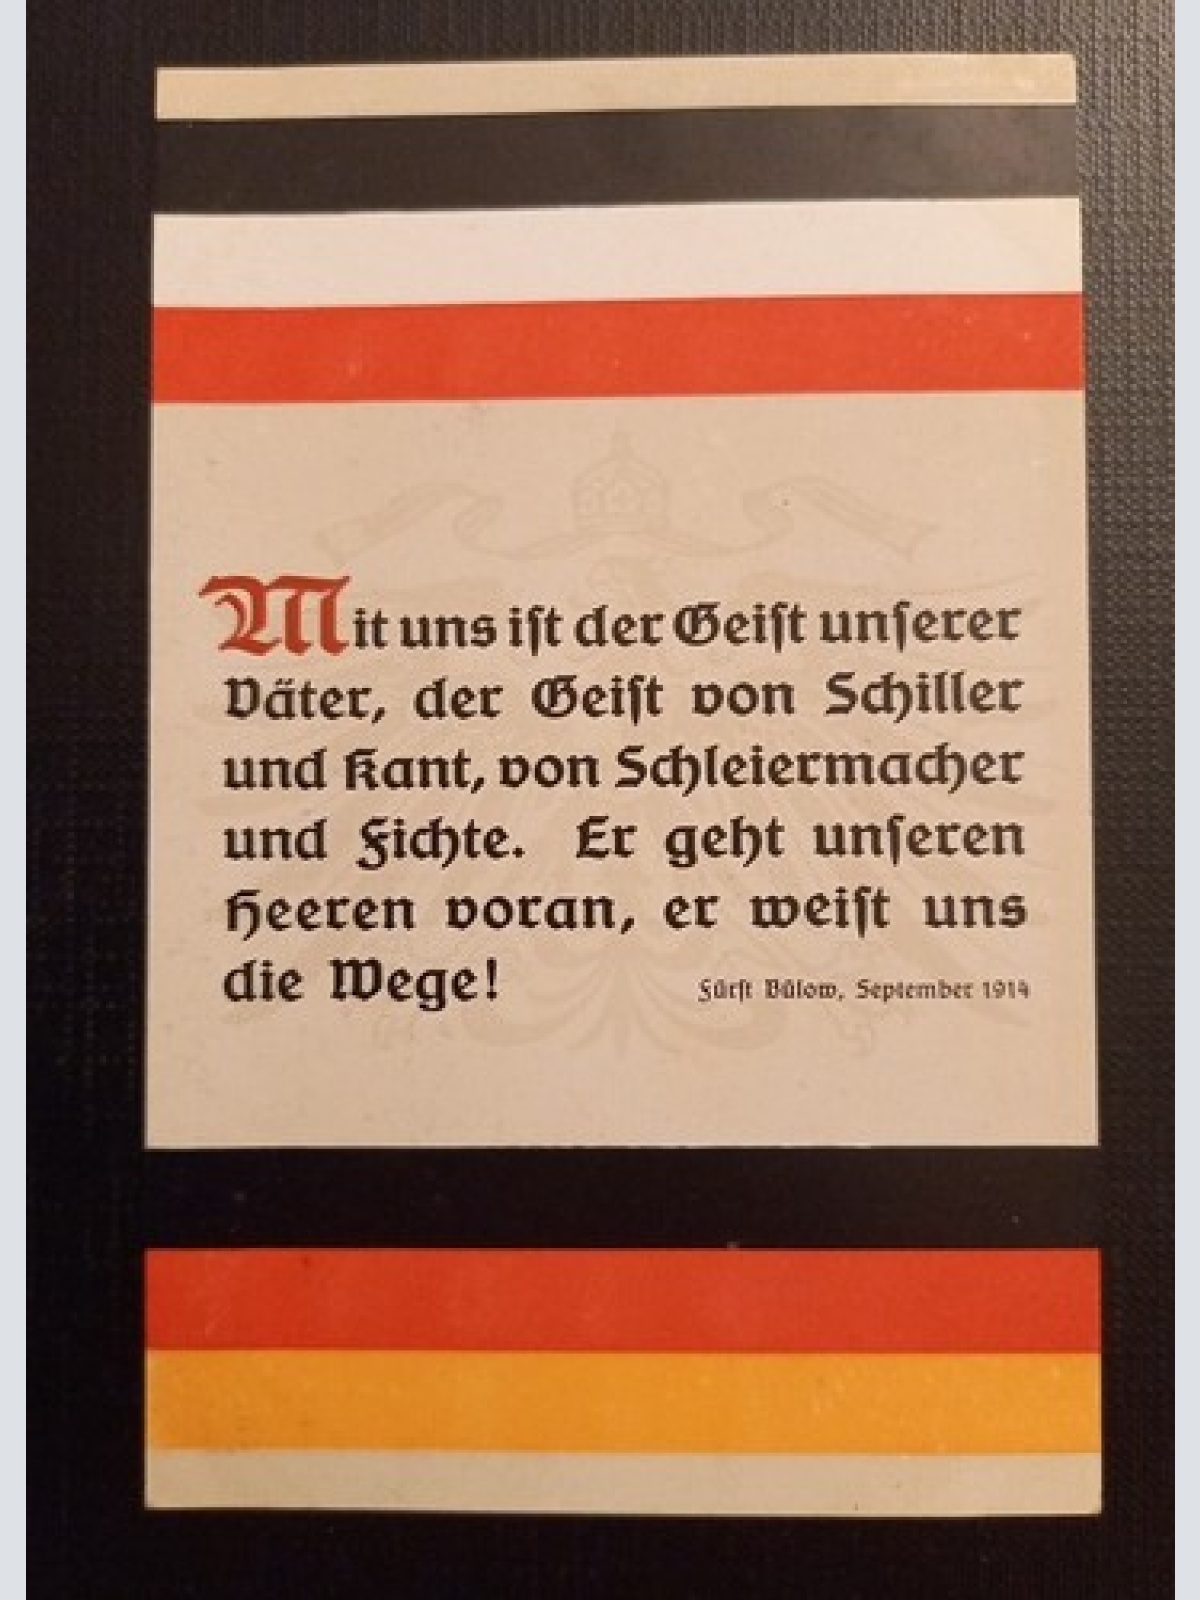 Mit uns iſt der Geiſt unſerer
Väter, der Geiſt von Schiller
und Kant, von Schleiermacher
und Fichte. Er geht unſeren
Heeren voran, er weiſt uns
die Wege!
Fürſt Bülow, September 1914